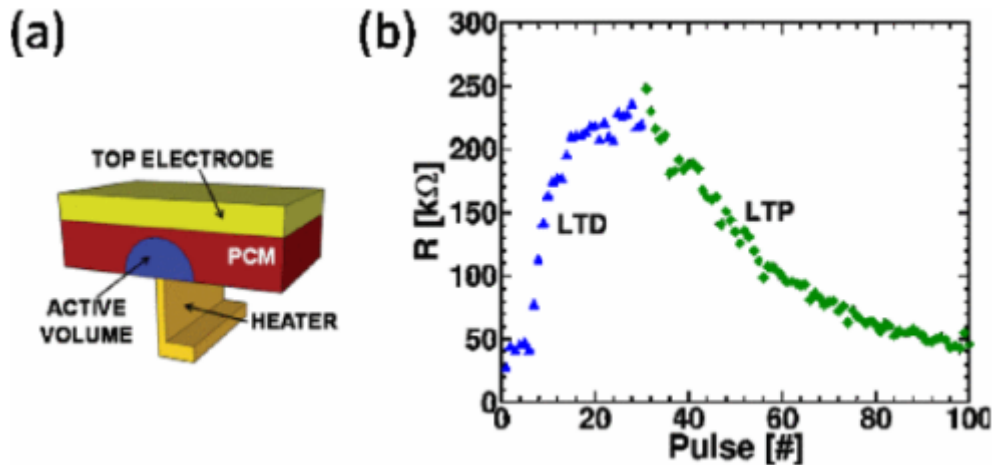 (a)
TOP ELECTRODE
PCM
ACTIVE
VOLUME
HEATER
(b)
R [kΩ]
300
250
200
150
100
50
0
LTD
LTP
0 20 40 60 80 100
Pulse [#]